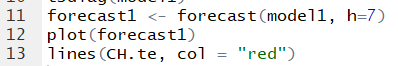 11 forecast1 <- forecast(model1, h=7)
12 plot(forecast1)
13 lines(CH.te, col = "red")